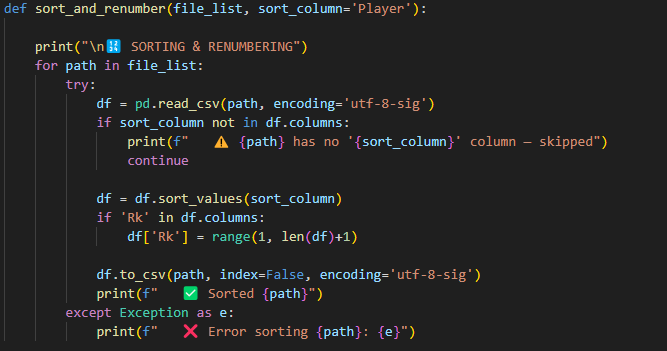 def sort_and_renumber(file_list, sort_column='Player'):
    print("\n🔢 SORTING & RENUMBERING")
    for path in file_list:
        try:
            df = pd.read_csv(path, encoding='utf-8-sig')
            if sort_column not in df.columns:
                print(f"   ⚠️ {path} has no '{sort_column}' column — skipped")
                continue
            df = df.sort_values(sort_column)
            if 'Rk' in df.columns:
                df['Rk'] = range(1, len(df)+1)
            df.to_csv(path, index=False, encoding='utf-8-sig')
            print(f"   ✅ Sorted {path}")
        except Exception as e:
            print(f"   ❌ Error sorting {path}: {e}")